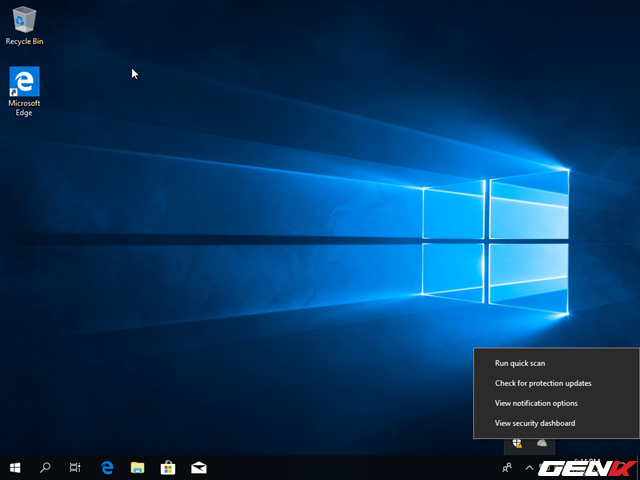 Recycle Bin
Microsoft
Edge
Run quick scan
Check for protection updates
View notification options
View security dashboard
GENK